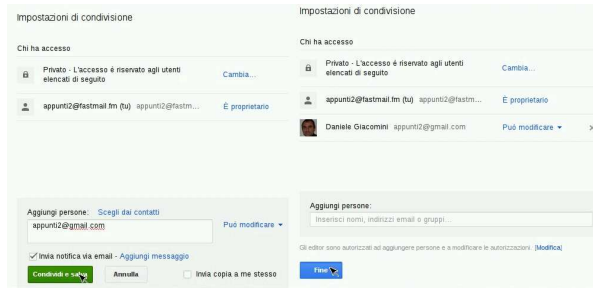 Impostazioni di condivisione
Chi ha accesso
Privato - L'accesso è riservato agli utenti
elencati di seguito
Cambia...
appunti2@fastmail.fm (tu) appunti2@fastm...
È proprietario
Aggiungi persone: Scegli dai contatti
appunti2@gmail.com
Può modificare
Invia notifica via email - Aggiungi messaggio
Condividi e salva
Annulla
Invia copia a me stesso
Impostazioni di condivisione
Chi ha accesso
Privato - L'accesso è riservato agli utenti
elencati di seguito
Cambia...
appunti2@fastmail.fm (tu) appunti2@fastm...
È proprietario
Daniele Giacomini appunti2@gmail.com
Può modificare
Aggiungi persone:
Inserisci nomi, indirizzi email o gruppi...
Gli editor sono autorizzati ad aggiungere persone e a modificare le autorizzazioni. [Modifica]
Fine